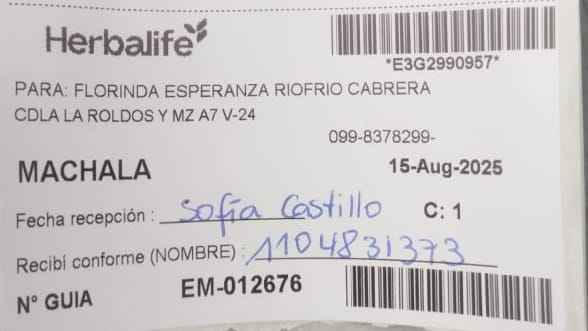 Herbalife
*E3G2990957*
PARA: FLORINDA ESPERANZA RIOFRIO CABRERA
CDLA LA ROLDOS Y MZ A7 V-24
099-8378299-
MACHALA 15-Aug-2025
Fecha recepción : Sofía Castillo C: 1
Recibí conforme (NOMBRE) : 1104831373
N° GUIA EM-012676